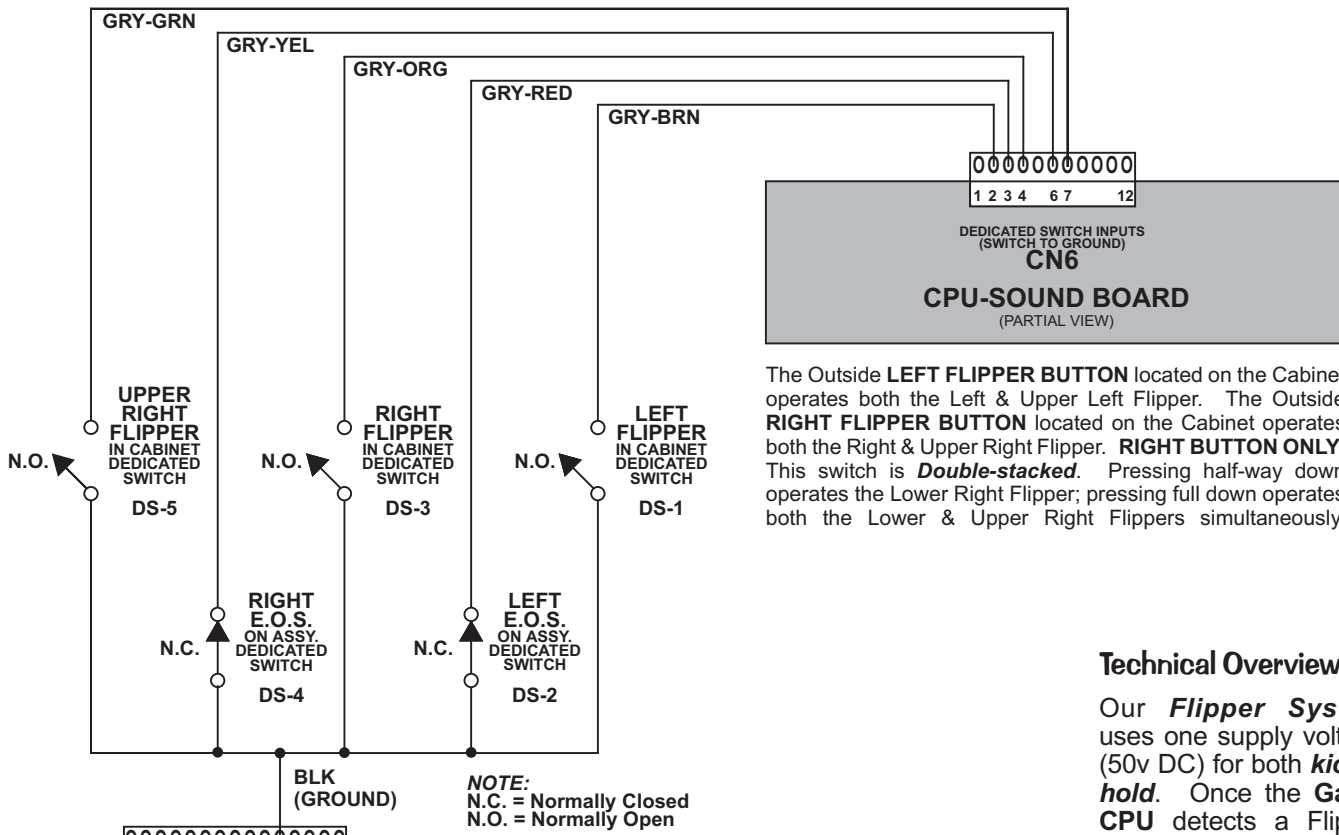 GRY-GRN
GRY-YEL
GRY-ORG
GRY-RED
GRY-BRN
1 2 3 4 6 7 12
DEDICATED SWITCH INPUTS
(SWITCH TO GROUND)
CN6
CPU-SOUND BOARD
(PARTIAL VIEW)
The Outside LEFT FLIPPER BUTTON located on the Cabine
operates both the Left & Upper Left Flipper. The Outside
RIGHT FLIPPER BUTTON located on the Cabinet operates
both the Right & Upper Right Flipper. RIGHT BUTTON ONLY
This switch is Double-stacked. Pressing half-way down
operates the Lower Right Flipper; pressing full down operates
both the Lower & Upper Right Flippers simultaneously
UPPER
RIGHT
FLIPPER
IN CABINET
DEDICATED
SWITCH
DS-5
N.O.
RIGHT
FLIPPER
IN CABINET
DEDICATED
SWITCH
DS-3
N.O.
LEFT
FLIPPER
IN CABINET
DEDICATED
SWITCH
DS-1
N.O.
RIGHT
E.O.S.
ON ASSY.
DEDICATED
SWITCH
DS-4
N.C.
LEFT
E.O.S.
ON ASSY.
DEDICATED
SWITCH
DS-2
N.C.
BLK
(GROUND)
NOTE:
N.C. = Normally Closed
N.O. = Normally Open
Technical Overview
Our Flipper Sys
uses one supply volt
(50v DC) for both kic
hold. Once the Ga
CPU detects a Flip